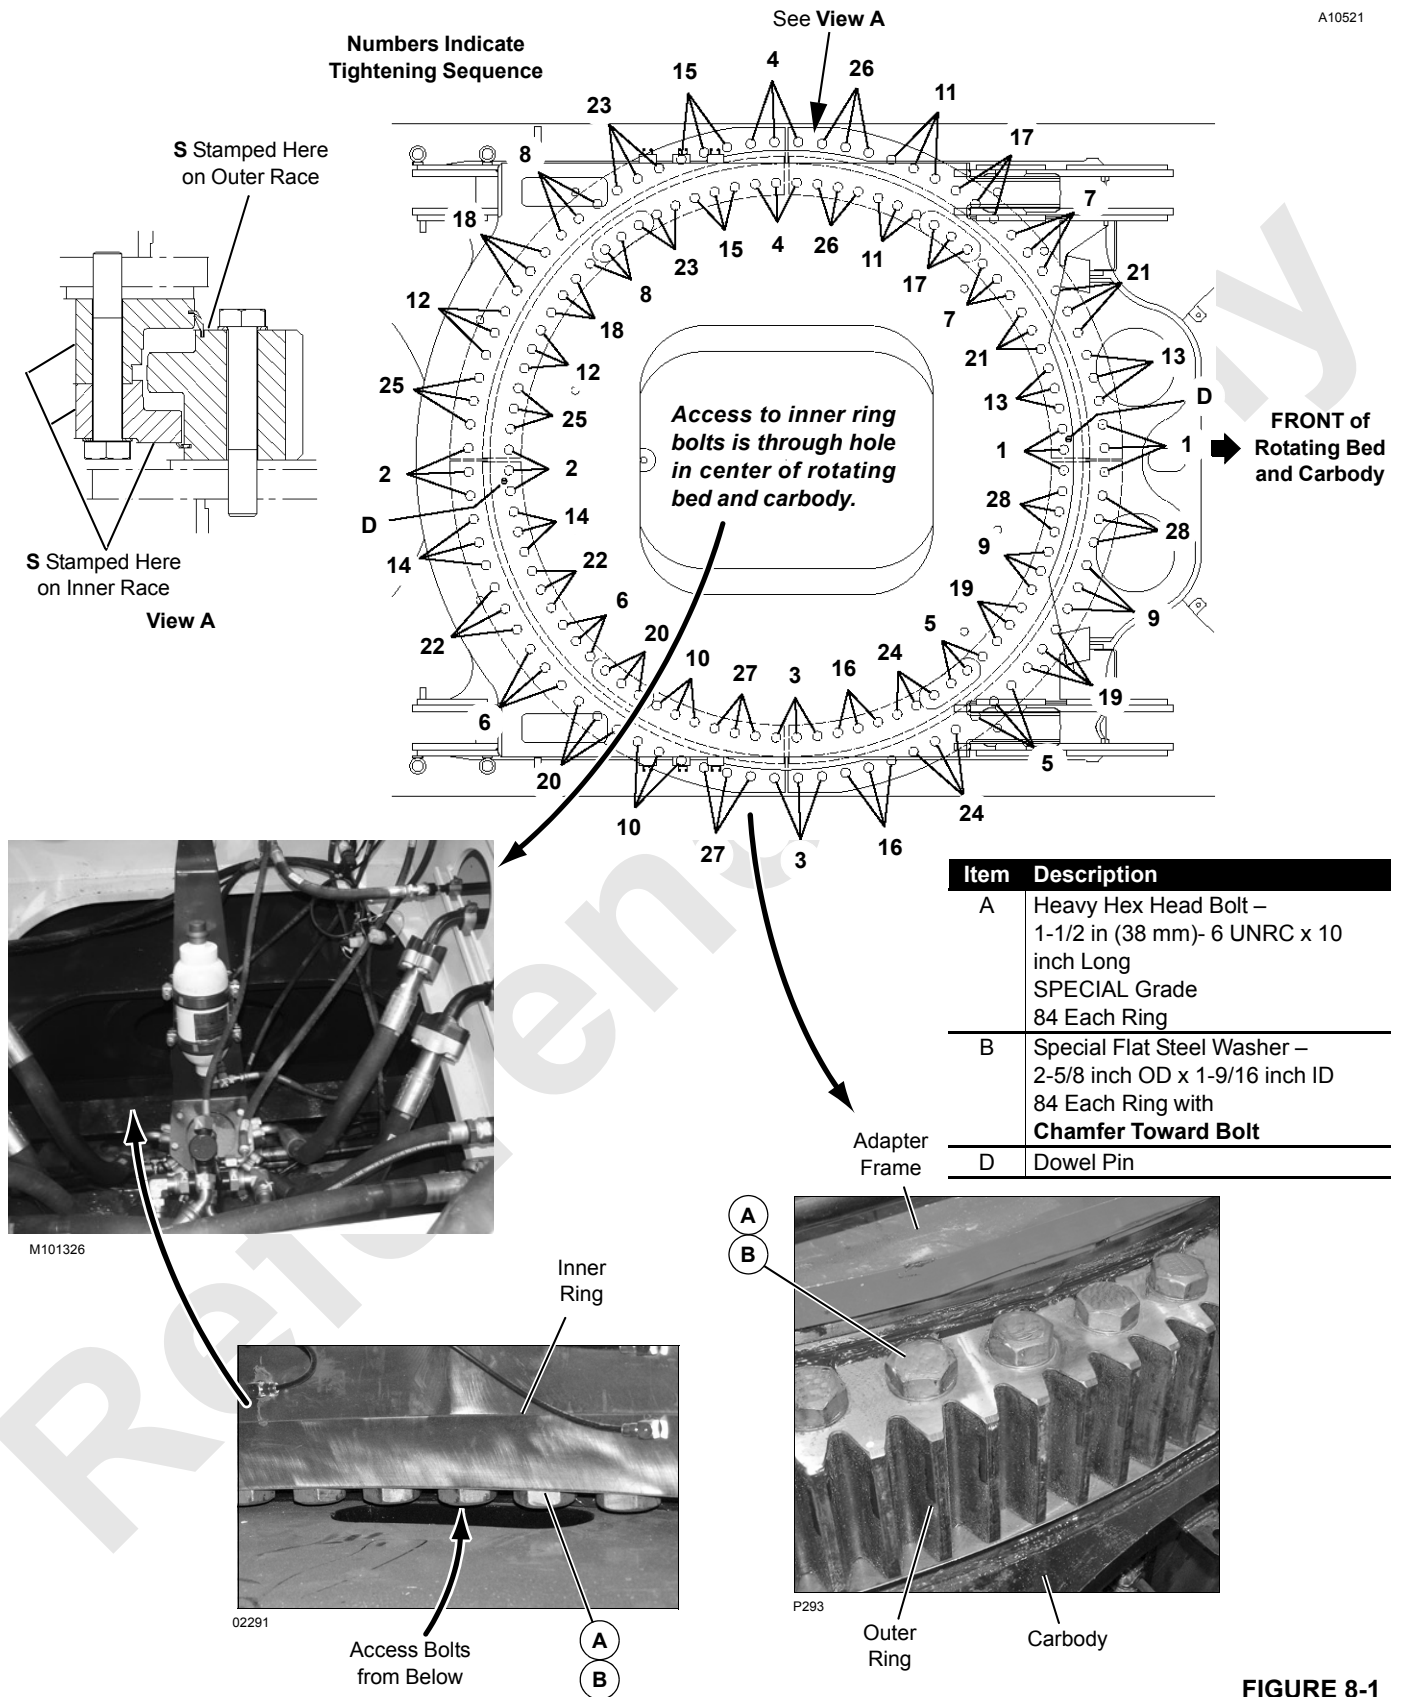 A10521
See View A
Numbers Indicate
Tightening Sequence
S Stamped Here
on Outer Race
S Stamped Here
on Inner Race
View A
15
4
26
11
23
17
8
7
18
21
12
13
25
D
1
2
28
14
9
22
19
6
5
20
24
10
27
3
16
23
15
4
26
11
17
8
7
18
21
12
13
25
1
2
D
28
14
9
22
19
6
5
20
24
10
27
3
16
Access to inner ring
bolts is through hole
in center of rotating
bed and carbody.
FRONT of
Rotating Bed
and Carbody
Item Description
A Heavy Hex Head Bolt –
1-1/2 in (38 mm)- 6 UNRC x 10
inch Long
SPECIAL Grade
84 Each Ring
B Special Flat Steel Washer –
2-5/8 inch OD x 1-9/16 inch ID
84 Each Ring with
Chamfer Toward Bolt
D Dowel Pin
M101326
Adapter
Frame
A
B
Inner
Ring
02291
Access Bolts
from Below
A
B
P293
Outer
Ring
Carbody
FIGURE 8-1